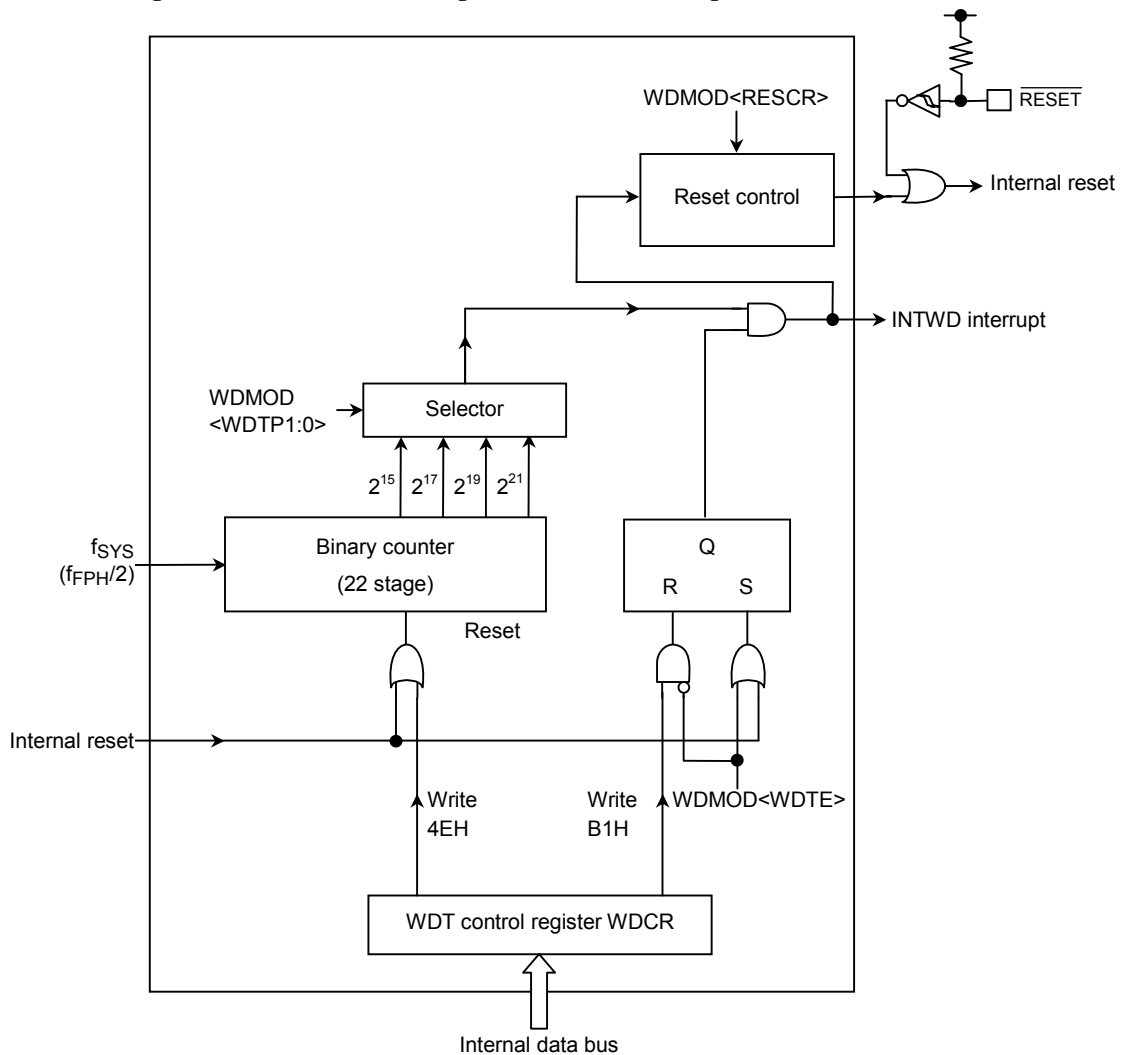 WDMOD<RESCR>
RESET
Reset control
Internal reset
INTWD interrupt
WDMOD
<WDTP1:0>
Selector
2^15 2^17 2^19 2^21
fSYS
(fFPH/2)
Binary counter
(22 stage)
Reset
Q
R S
Internal reset
Write
4EH
Write
B1H
WDMOD<WDTE>
WDT control register WDCR
Internal data bus